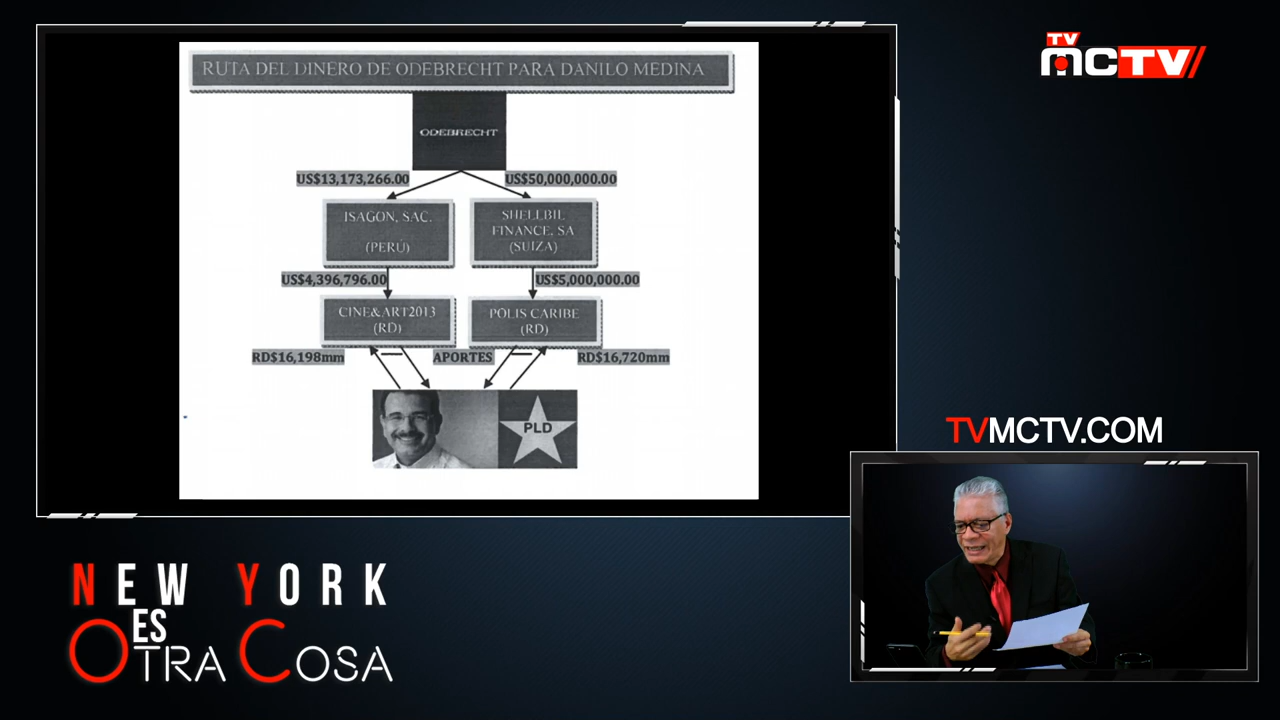 RUTA DEL DINERO DE ODEBRECHT PARA DANILO MEDINA
ODEBRECHT
US$13,173,266.00
US$50,000,000.00
ISAGON, SAC.
(PERU)
SHELLBIL
FINANCE, SA
(SUIZA)
US$4,396,796.00
US$5,000,000.00
CINE&ART2013
(RD)
POLIS CARIBE
(RD)
RD$16,198mm
APORTES
RD$16,720mm
PLD
TV
MCTV
TVMCTV.COM
NEW YORK
ES
OTRA COSA